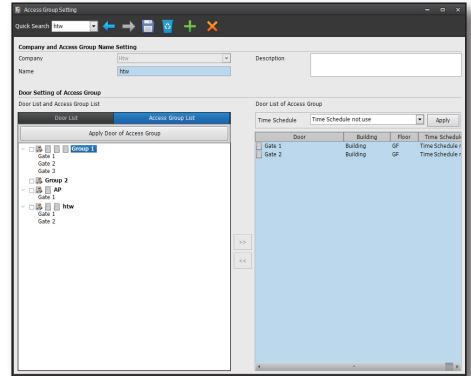 Access Group Setting
Quick Search htw
Company and Access Group Name Setting
Company Htw Description
Name htw
Door Setting of Access Group
Door List and Access Group List Door List of Access Group
Door List Access Group List Time Schedule Time Schedule not use Apply
Apply Door of Access Group
Door Building Floor Time Schedule
Group 1 Gate 1 Building GF Time Schedule r
Gate 1 Gate 2 Building GF Time Schedule r
Gate 2
Gate 3
Group 2
AP
Gate 1
htw
Gate 1
Gate 2
>>
<<